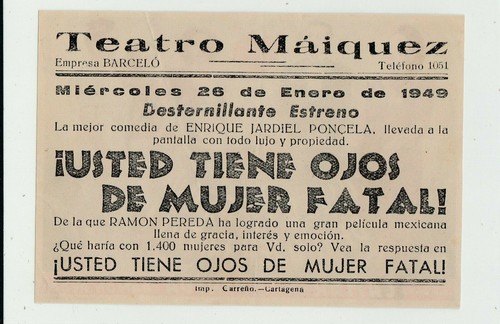 Teatro Máiquez
Empresa BARCELÓ Teléfono 1051
Miércoles 26 de Enero de 1949
Desternillante Estreno
La mejor comedia de ENRIQUE JARDIEL PONCELA, llevada a la
pantalla con todo lujo y propiedad.
¡USTED TIENE OJOS
DE MUJER FATAL!
De la que RAMON PEREDA ha logrado una gran película mexicana
llena de gracia, interés y emoción.
¿Qué haría con 1.400 mujeres para Vd. solo? Vea la respuesta en
¡USTED TIENE OJOS DE MUJER FATAL!
Imp. Carreño.—Cartagena